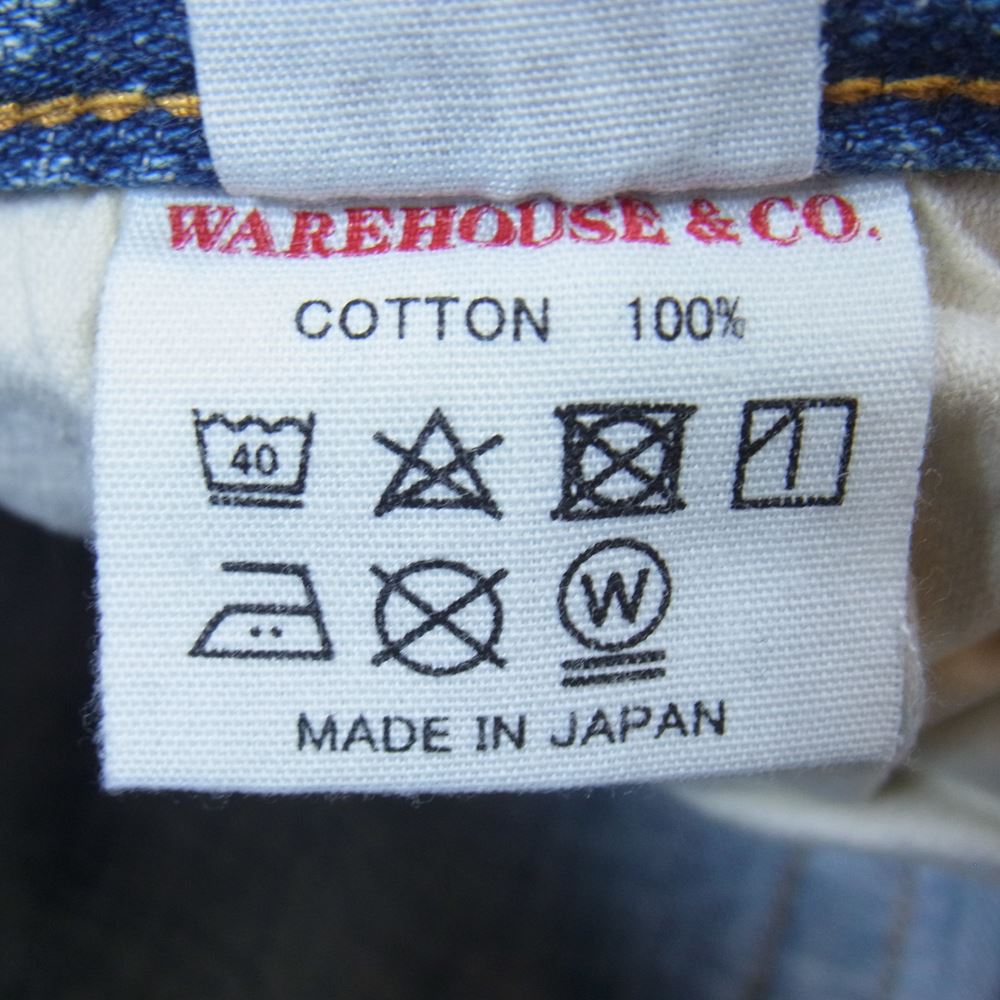 WAREHOUSE & CO.
COTTON 100%
40
W
MADE IN JAPAN